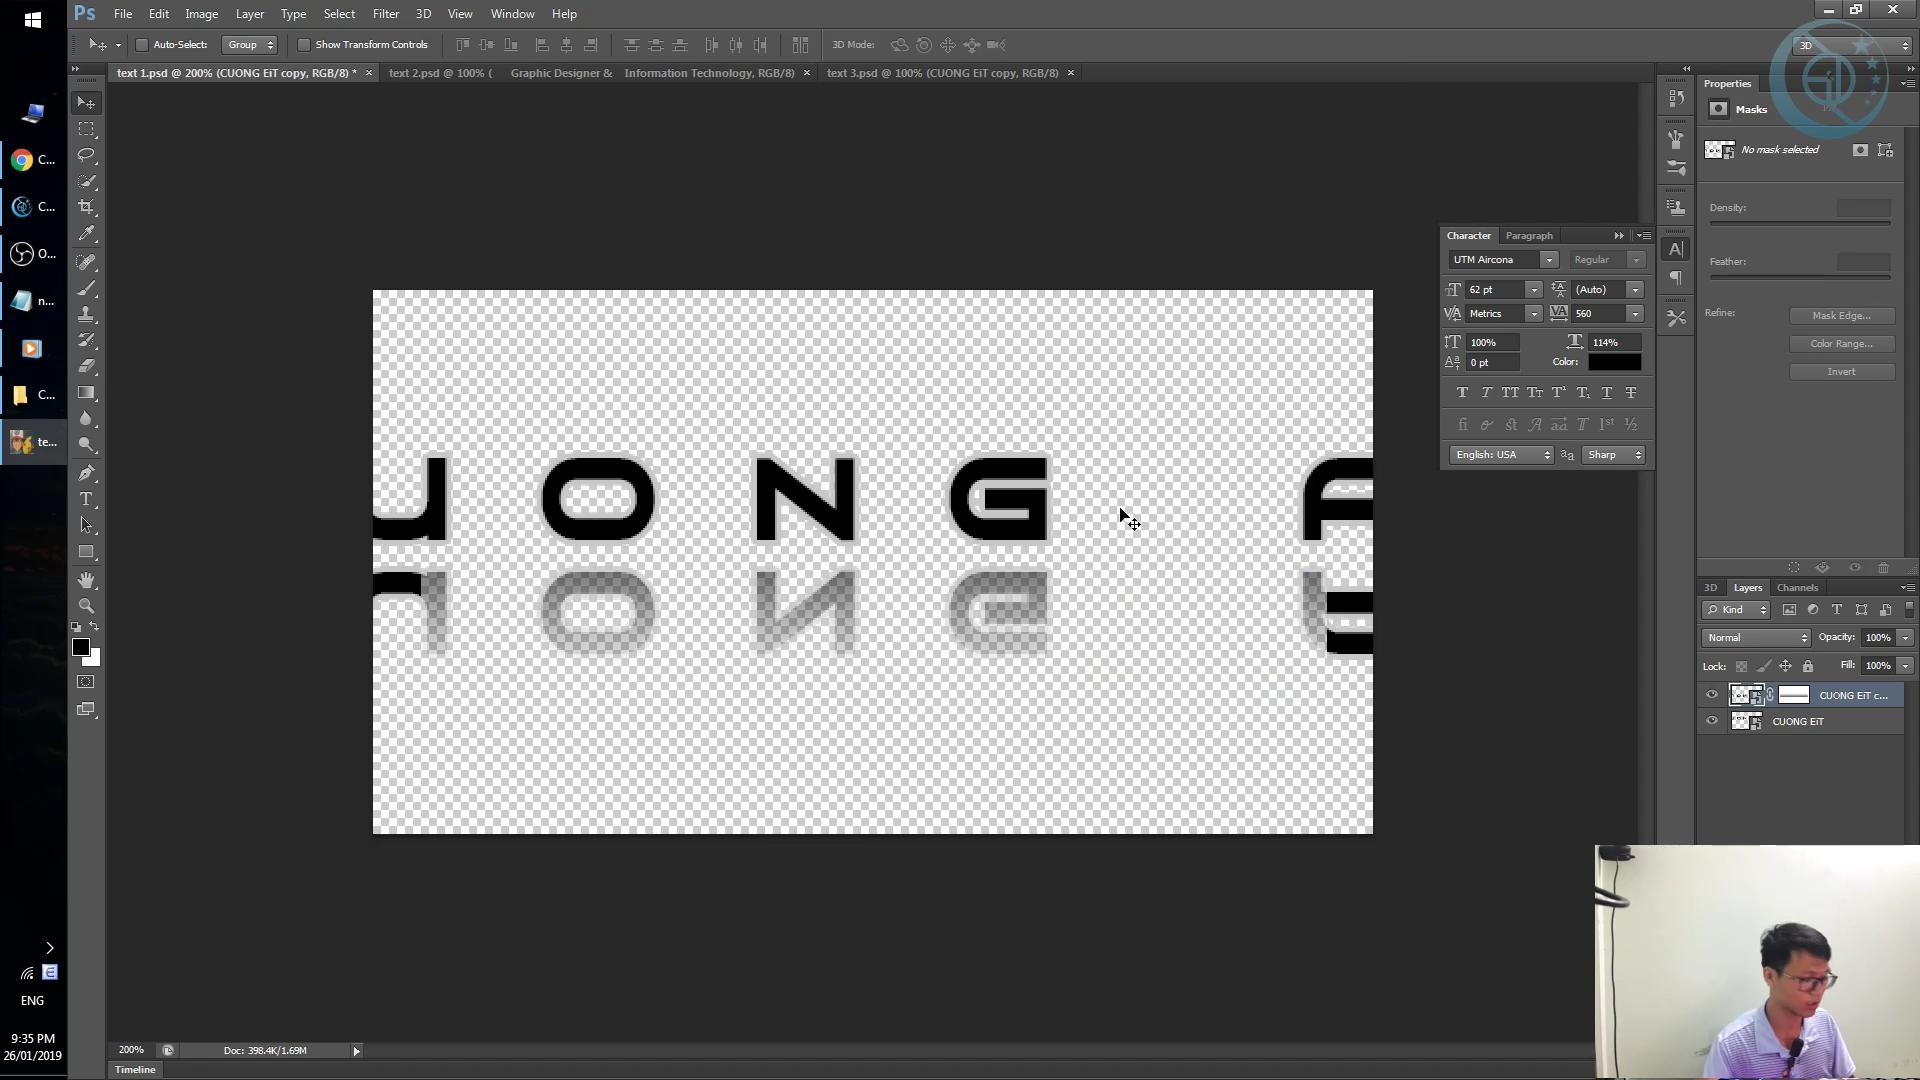 Ps File Edit Image Layer Type Select Filter 3D View Window Help
Auto-Select: Group Show Transform Controls 3D Mode: 3D
text 1.psd @ 200% (CUONG EiT copy, RGB/8) * text 2.psd @ 100% ( Graphic Designer & Information Technology, RGB/8) text 3.psd @ 100% (CUONG EiT copy, RGB/8)
Properties
Masks
No mask selected
Density:
Feather:
Refine: Mask Edge...
Color Range...
Invert
C...
C...
O...
n...
C...
te...
Character Paragraph
UTM Aircona Regular
62 pt (Auto)
Metrics 560
100% 114%
0 pt Color:
English: USA Sharp
UONG
3D Layers Channels
Kind
Normal Opacity: 100%
Lock: Fill: 100%
CUONG EiT c...
CUONG EiT
ENG
9:35 PM
26/01/2019
200% Doc: 398.4K/1.69M
Timeline